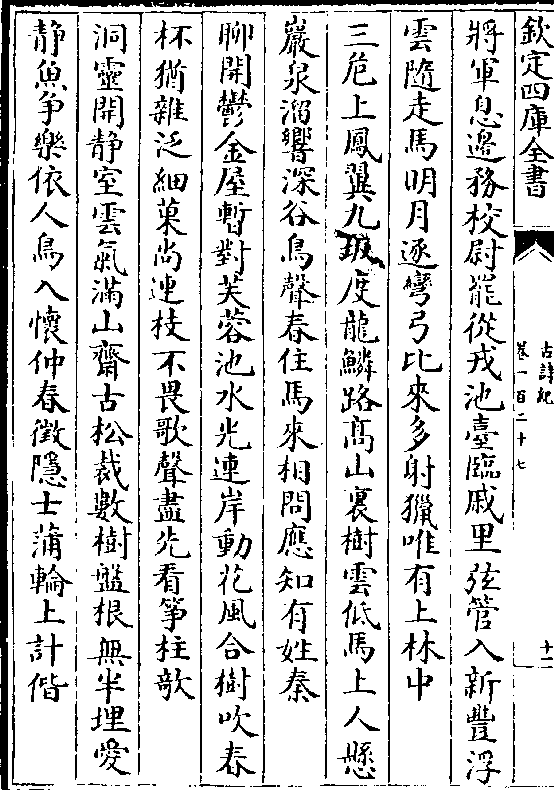 欽定四庫全書
古詩紀
卷一百二十七
十二
將軍息邊務校尉罷從戎池臺臨戚里弦管入新豐浮
雲隨走馬明月逐彎弓比來多射獵唯有上林中
三危上鳳翼九坂度龍鱗路髙山裏樹雲低馬上人懸
巖泉溜響深谷鳥聲春住馬來相問應知有姓秦
聊開鬱金屋暫對芙蓉池水光連岸動花風合樹吹春
杯猶雜泛細菓尚連枝不畏歌聲盡先看箏柱欹
洞靈開静室雲氣滿山齋古松裁數樹盤根無半埋愛
静魚争樂依人鳥入懷仲春徵隱士蒲輪上計偕